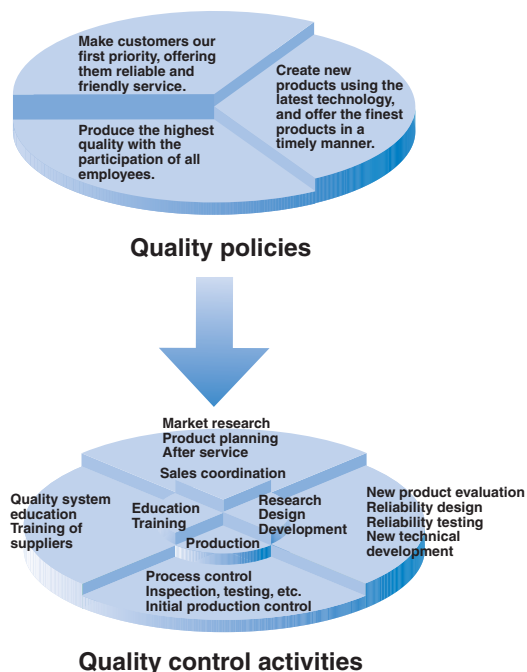 Make customers our
first priority, offering
them reliable and
friendly service.
Create new
products using the
latest technology,
and offer the finest
products in a
timely manner.
Produce the highest
quality with the
participation of all
employees.
Quality policies
Market research
Product planning
After service
Sales coordination
Quality system
education
Training of
suppliers
Education
Training
Research
Design
Development
New product evaluation
Reliability design
Reliability testing
New technical
development
Production
Process control
Inspection, testing, etc.
Initial production control
Quality control activities